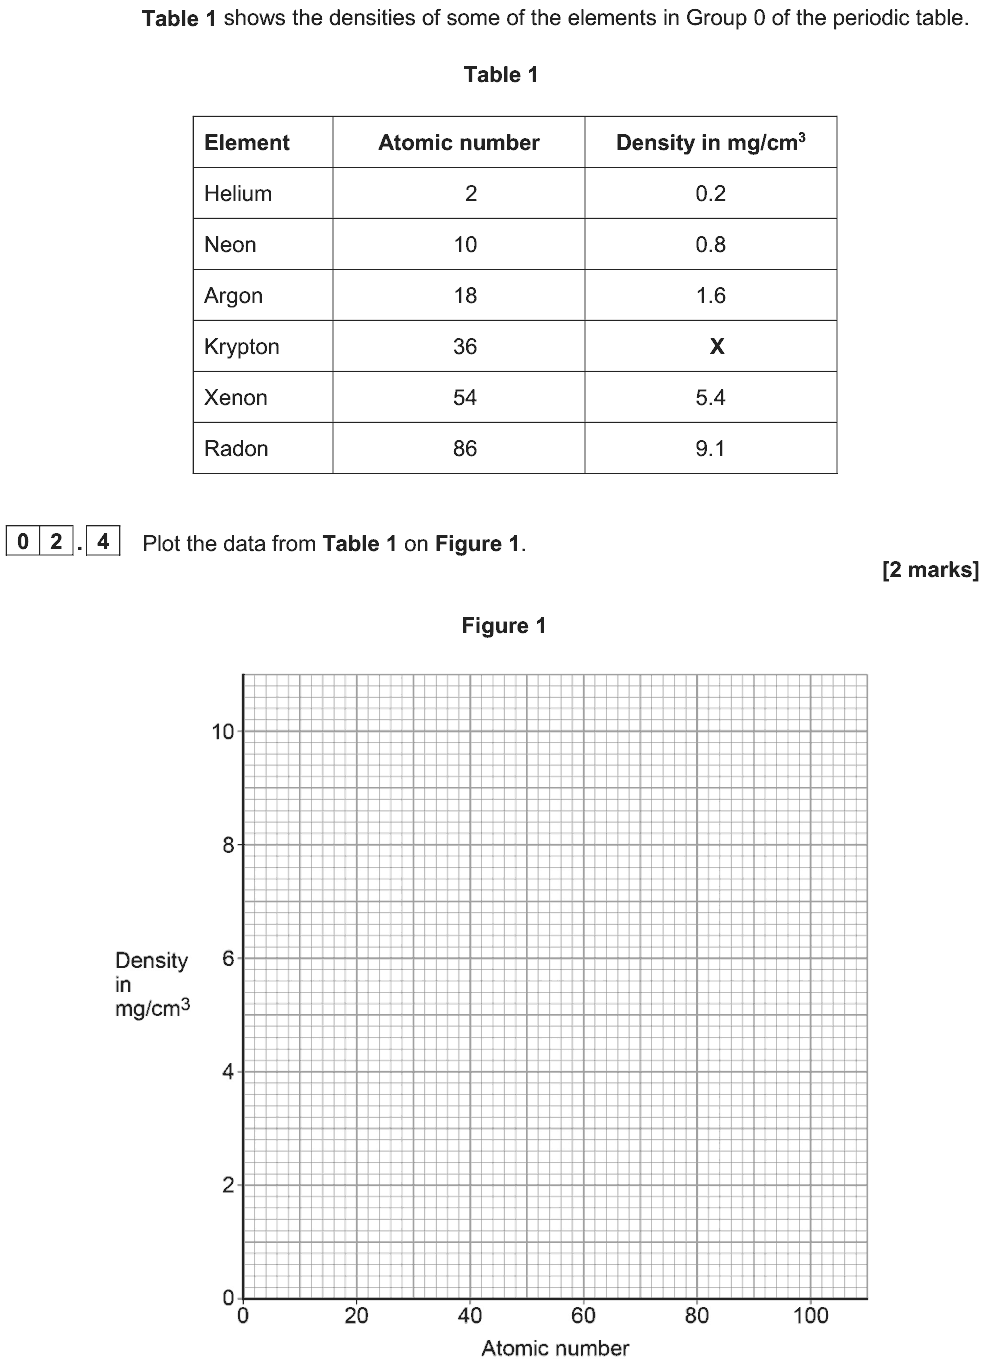 Table 1 shows the densities of some of the elements in Group 0 of the periodic table.
Table 1
Element Atomic number Density in mg/cm³
Helium 2 0.2
Neon 10 0.8
Argon 18 1.6
Krypton 36 X
Xenon 54 5.4
Radon 86 9.1
0 2 . 4 Plot the data from Table 1 on Figure 1.
[2 marks]
Figure 1
10
8
Density
in
mg/cm³
6
4
2
0
0 20 40 60 80 100
Atomic number